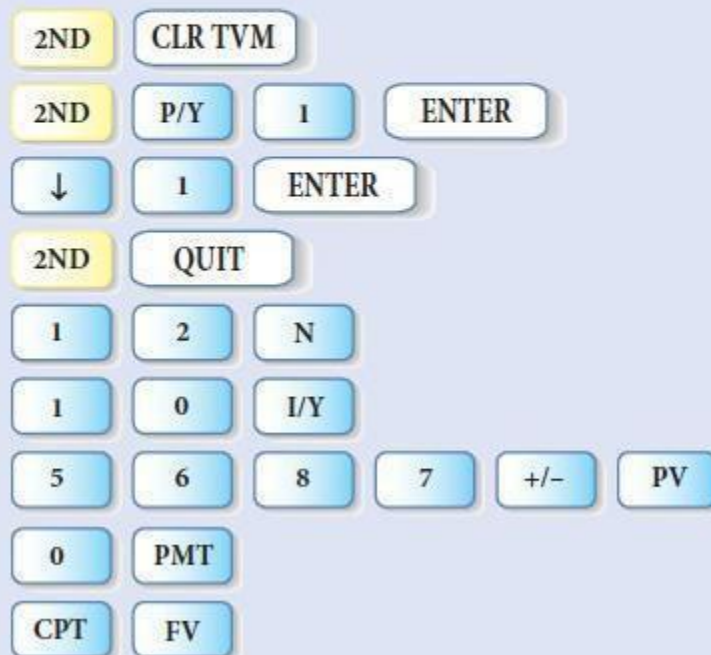 2ND CLR TVM
2ND P/Y 1 ENTER
↓ 1 ENTER
2ND QUIT
1 2 N
1 0 I/Y
5 6 8 7 +/– PV
0 PMT
CPT FV